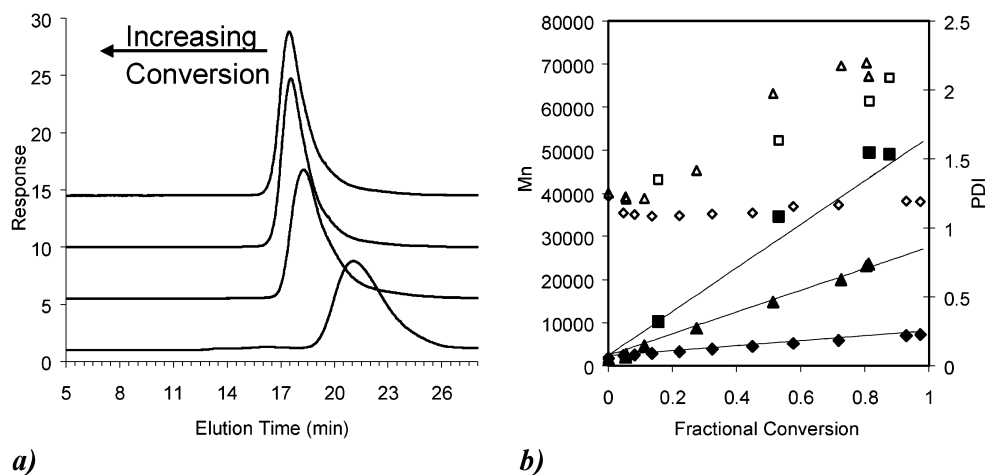 30
25
20
15
10
5
0
Response
Increasing
Conversion
5 8 11 14 17 20 23 26
Elution Time (min)
a)
80000
70000
60000
50000
40000
30000
20000
10000
0
Mn
2.5
2
1.5
1
0.5
0
PDI
0 0.2 0.4 0.6 0.8 1
Fractional Conversion
b)